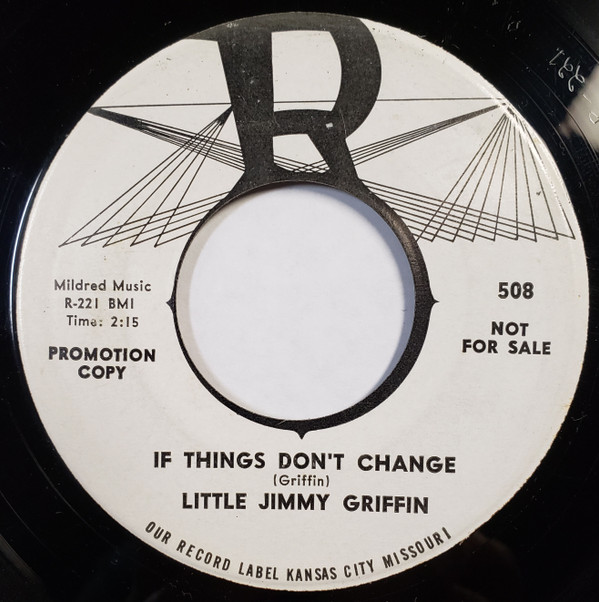 R
Mildred Music
R-221 BMI
Time: 2:15
PROMOTION
COPY
508
NOT
FOR SALE
IF THINGS DON'T CHANGE
(Griffin)
LITTLE JIMMY GRIFFIN
OUR RECORD LABEL KANSAS CITY MISSOURI